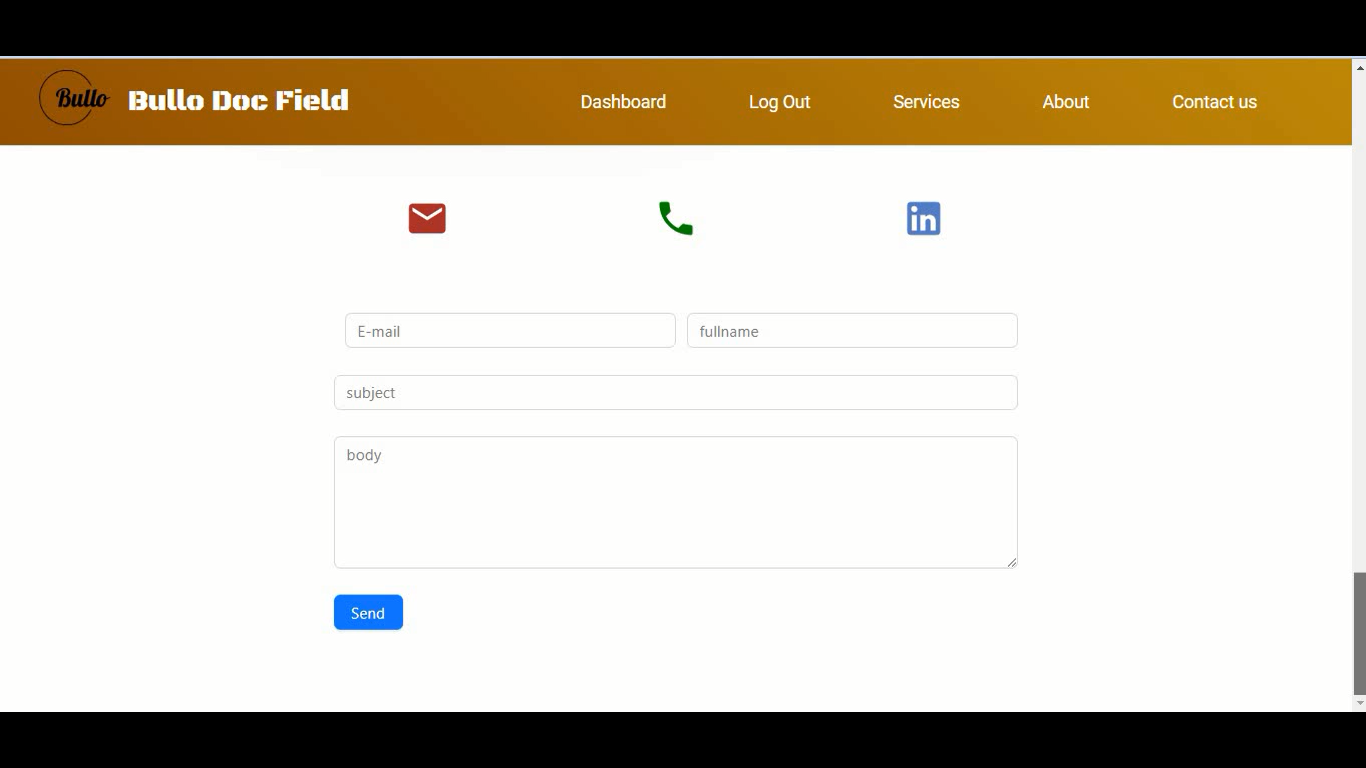 Bullo Bullo Doc Field Dashboard Log Out Services About Contact us
in
E-mail fullname
subject
body
Send